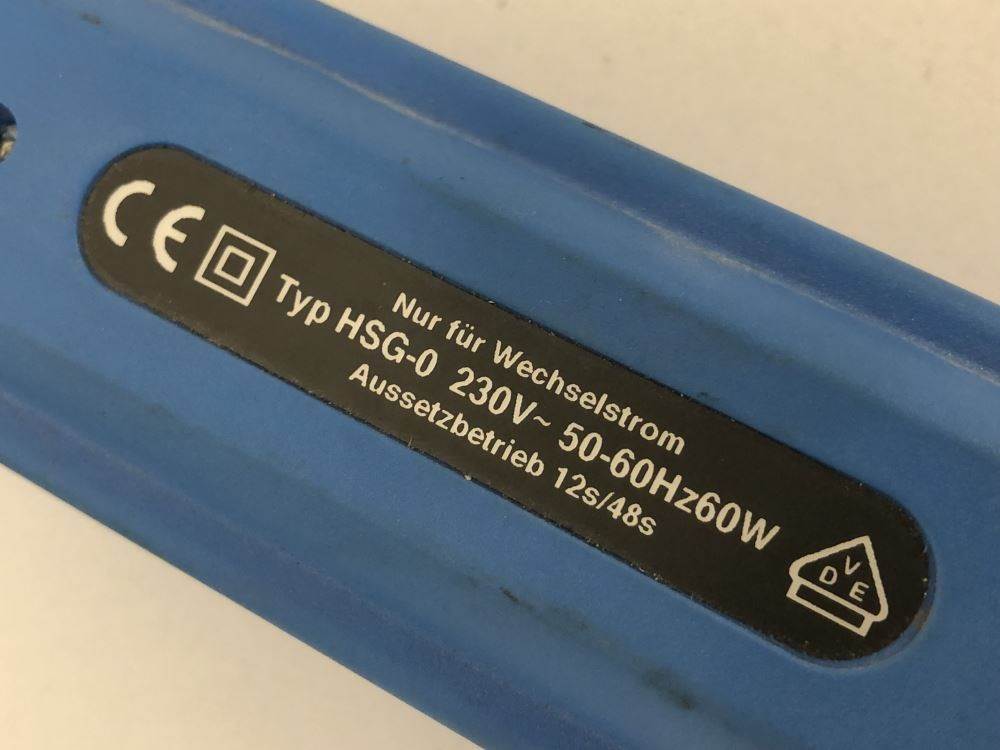 CE
Nur für Wechselstrom
Typ HSG-0 230V~ 50-60Hz60W
Aussetzbetrieb 12s/48s
VDE